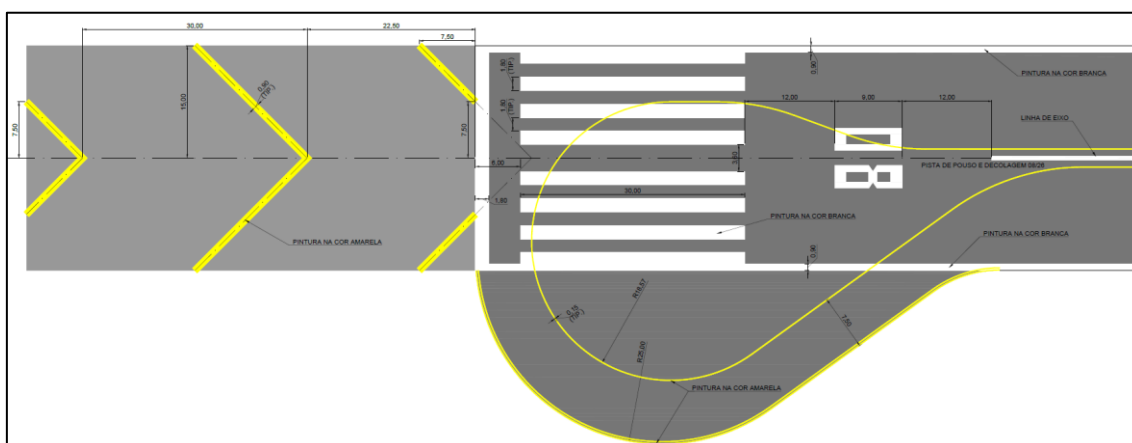 30,00
22,50
7,50
15,00
0,90
(TIP.)
7,50
7,50
1,80
(TIP.)
1,80
(TIP.)
6,00
1,80
30,00
3,60
12,00
9,00
12,00
0,90
PINTURA NA COR BRANCA
LINHA DE EIXO
08
PISTA DE POUSO E DECOLAGEM 08/26
PINTURA NA COR BRANCA
PINTURA NA COR BRANCA
0,90
PINTURA NA COR AMARELA
0,15
(TIP.)
R18,57
R25,00
7,50
PINTURA NA COR AMARELA